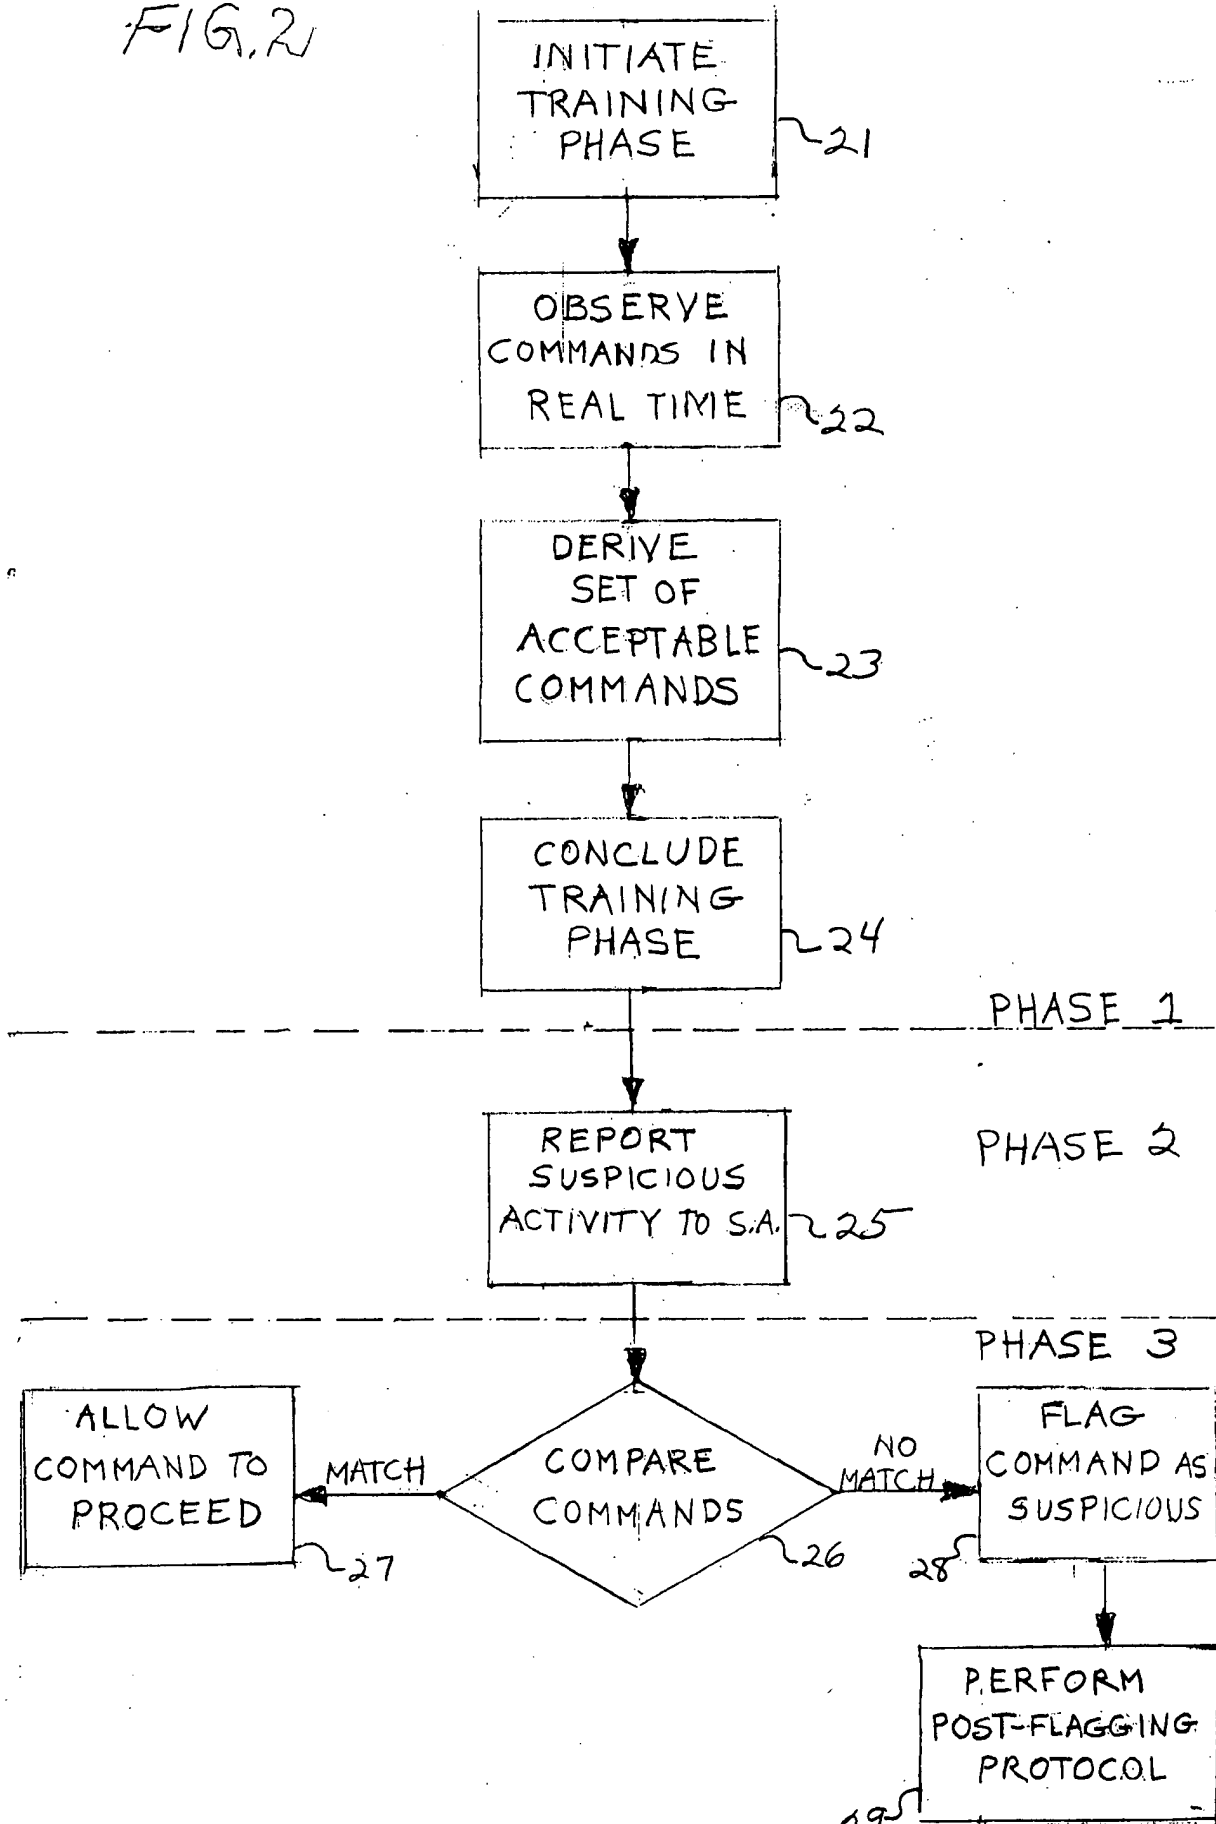 FIG. 2
INITIATE
TRAINING
PHASE
21
OBSERVE
COMMANDS IN
REAL TIME
22
DERIVE
SET OF
ACCEPTABLE
COMMANDS
23
CONCLUDE
TRAINING
PHASE
24
PHASE 1
REPORT
SUSPICIOUS
ACTIVITY TO S.A.
25
PHASE 2
PHASE 3
ALLOW
COMMAND TO
PROCEED
27
MATCH
COMPARE
COMMANDS
26
NO
MATCH
FLAG
COMMAND AS
SUSPICIOUS
28
PERFORM
POST-FLAGGING
PROTOCOL